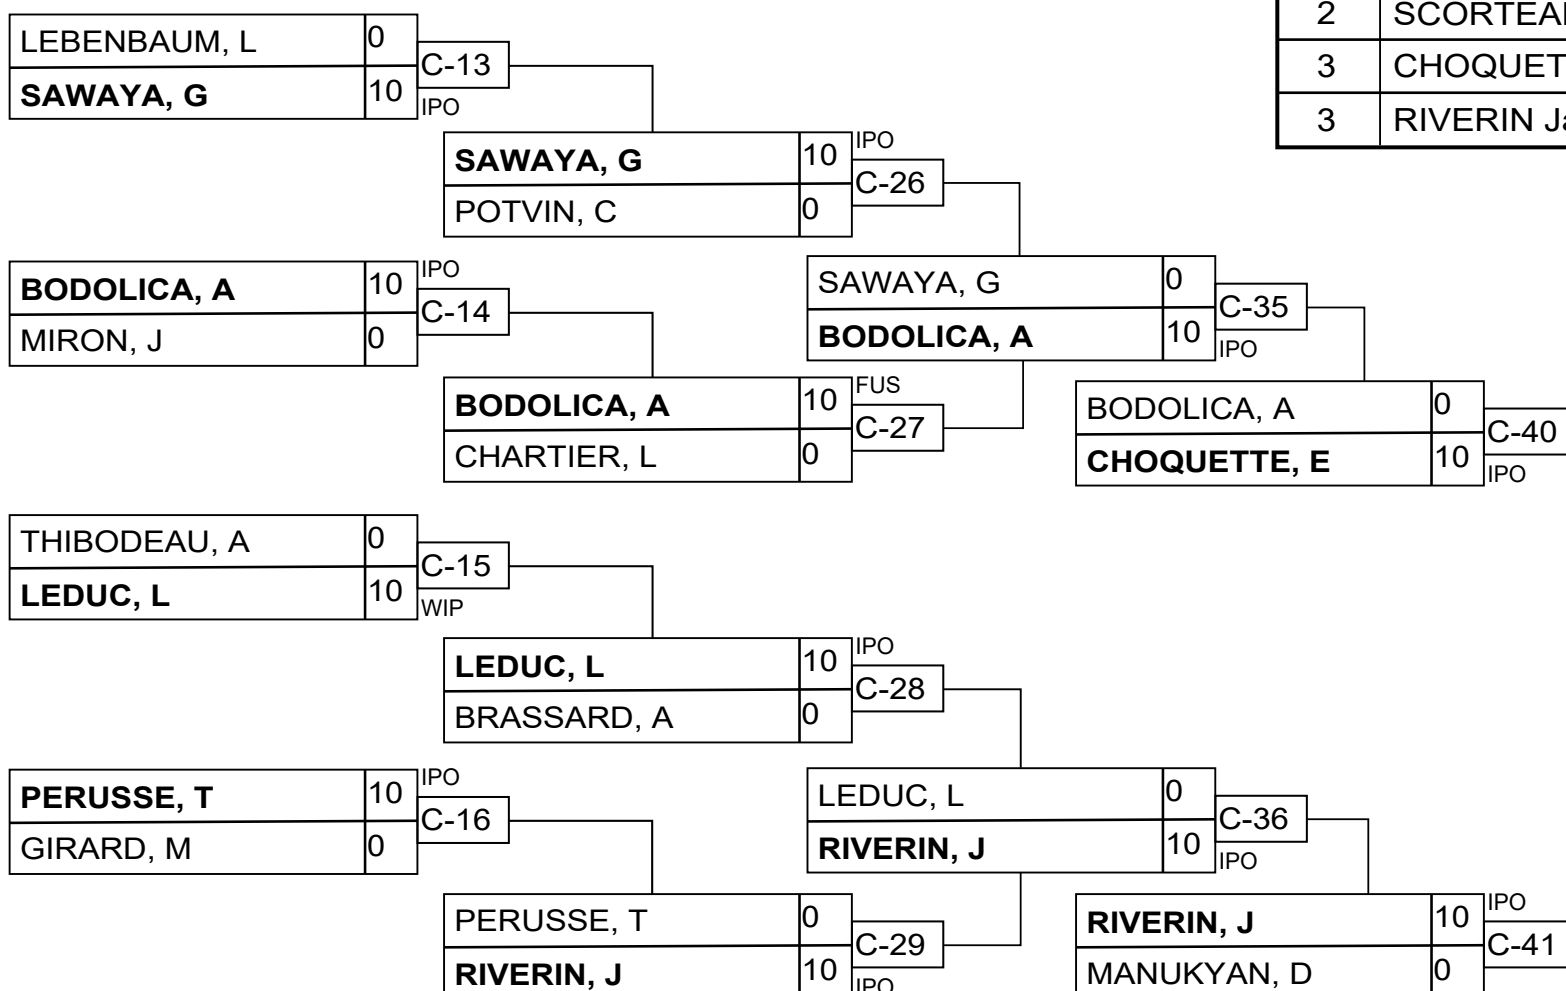 LEBENBAUM, L 0
C-13
SAWAYA, G 10
IPO
2
3
3 RIVERIN
SAWAYA, G 10
IPO
C-26
POTVIN, C 0
BODOLICA, A 10
IPO
C-14
MIRON, J 0
SAWAYA, G 0
C-35
BODOLICA, A 10
IPO
BODOLICA, A 10
FUS
C-27
CHARTIER, L 0
BODOLICA, A 0
C-40
CHOQUETTE, E 10
IPO
THIBODEAU, A 0
C-15
LEDUC, L 10
WIP
LEDUC, L 10
IPO
C-28
BRASSARD, A 0
PERUSSE, T 10
IPO
C-16
GIRARD, M 0
LEDUC, L 0
C-36
RIVERIN, J 10
IPO
PERUSSE, T 0
C-29
RIVERIN, J 10
IPO
RIVERIN, J 10
IPO
C-41
MANUKYAN, D 0